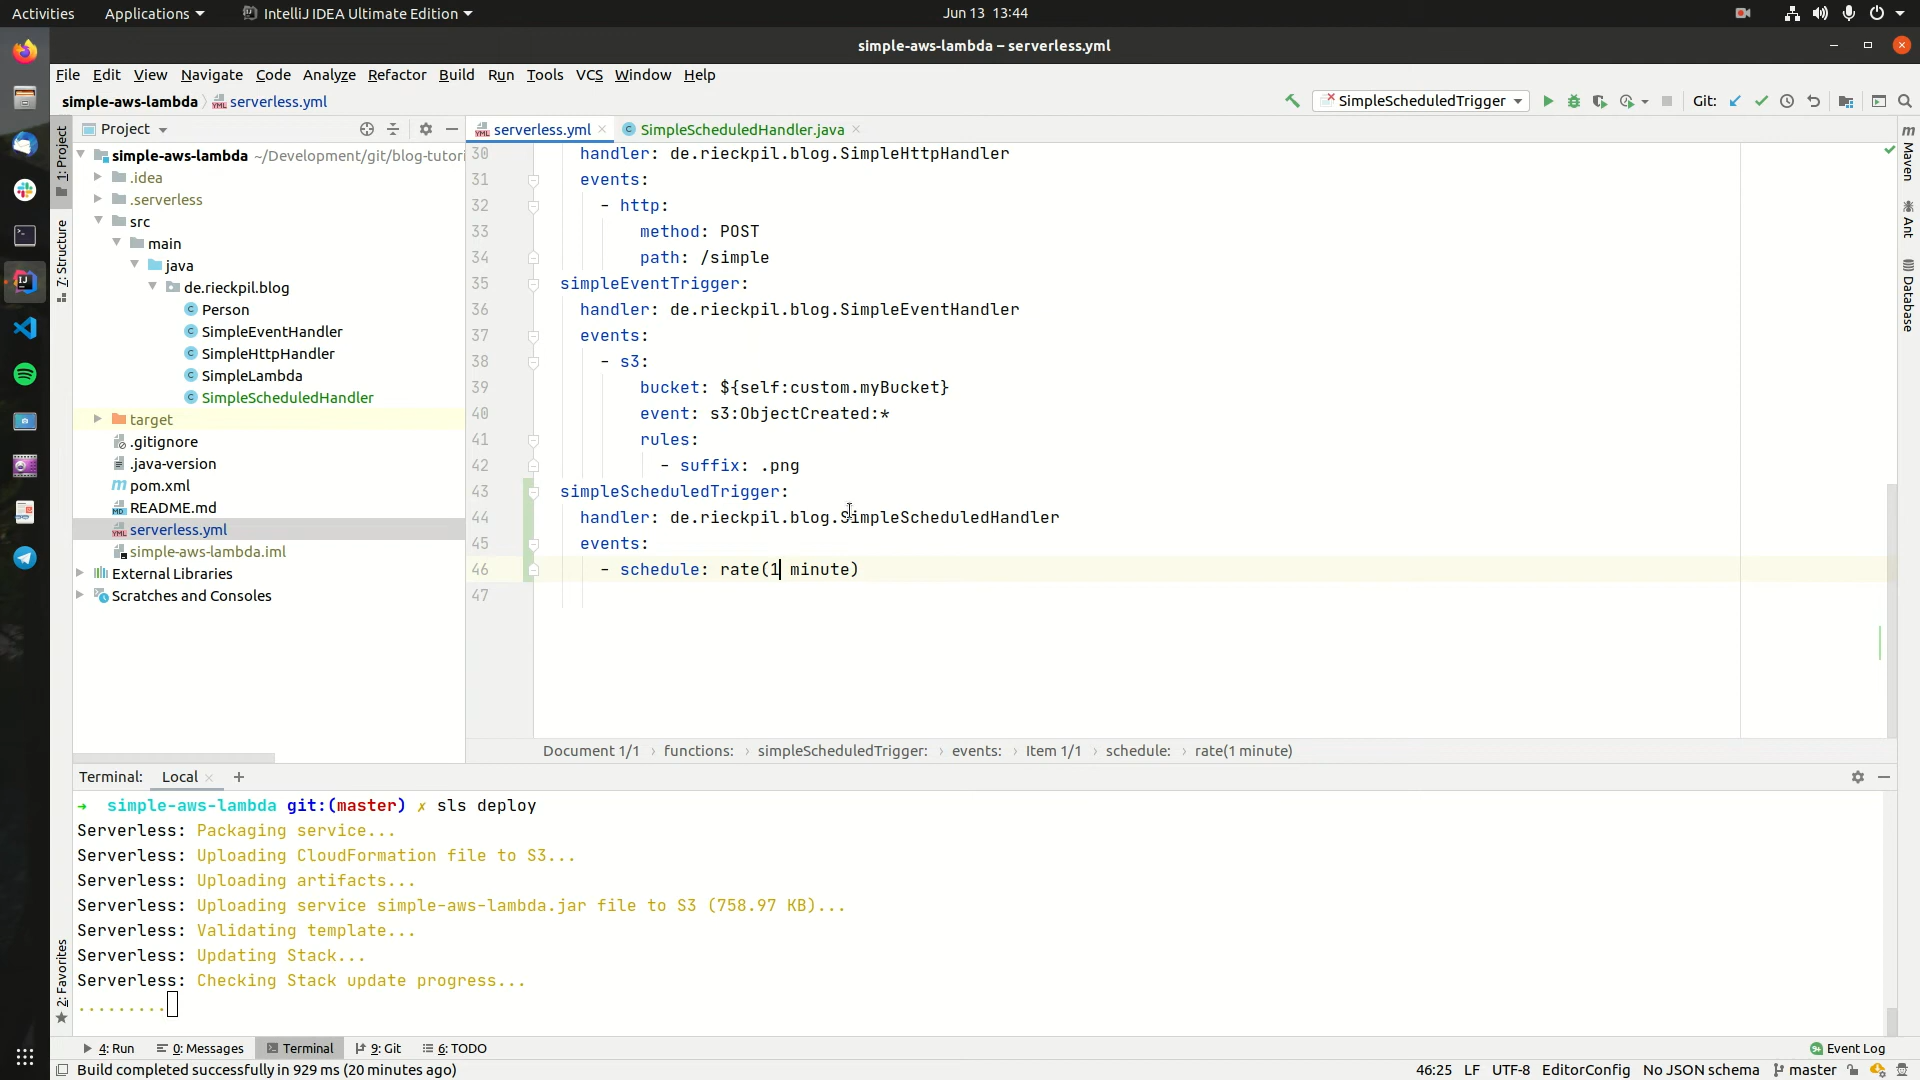 Activities Applications IntelliJ IDEA Ultimate Edition Jun 13 13:44
simple-aws-lambda – serverless.yml
File Edit View Navigate Code Analyze Refactor Build Run Tools VCS Window Help
simple-aws-lambda serverless.yml SimpleScheduledTrigger Git:
Project
serverless.yml SimpleScheduledHandler.java
1: Project
7: Structure
2: Favorites
simple-aws-lambda ~/Development/git/blog-tutori
.idea
.serverless
src
main
java
de.rieckpil.blog
Person
SimpleEventHandler
SimpleHttpHandler
SimpleLambda
SimpleScheduledHandler
target
.gitignore
.java-version
pom.xml
README.md
serverless.yml
simple-aws-lambda.iml
External Libraries
Scratches and Consoles
30 handler: de.rieckpil.blog.SimpleHttpHandler
31 events:
32 - http:
33 method: POST
34 path: /simple
35 simpleEventTrigger:
36 handler: de.rieckpil.blog.SimpleEventHandler
37 events:
38 - s3:
39 bucket: ${self:custom.myBucket}
40 event: s3:ObjectCreated:*
41 rules:
42 - suffix: .png
43 simpleScheduledTrigger:
44 handler: de.rieckpil.blog.SimpleScheduledHandler
45 events:
46 - schedule: rate(1 minute)
47
Maven
Ant
Database
Document 1/1 › functions: › simpleScheduledTrigger: › events: › Item 1/1 › schedule: › rate(1 minute)
Terminal: Local +
➜ simple-aws-lambda git:(master) ✗ sls deploy
Serverless: Packaging service...
Serverless: Uploading CloudFormation file to S3...
Serverless: Uploading artifacts...
Serverless: Uploading service simple-aws-lambda.jar file to S3 (758.97 KB)...
Serverless: Validating template...
Serverless: Updating Stack...
Serverless: Checking Stack update progress...
.........
4: Run 0: Messages Terminal 9: Git 6: TODO Event Log
Build completed successfully in 929 ms (20 minutes ago) 46:25 LF UTF-8 EditorConfig No JSON schema master